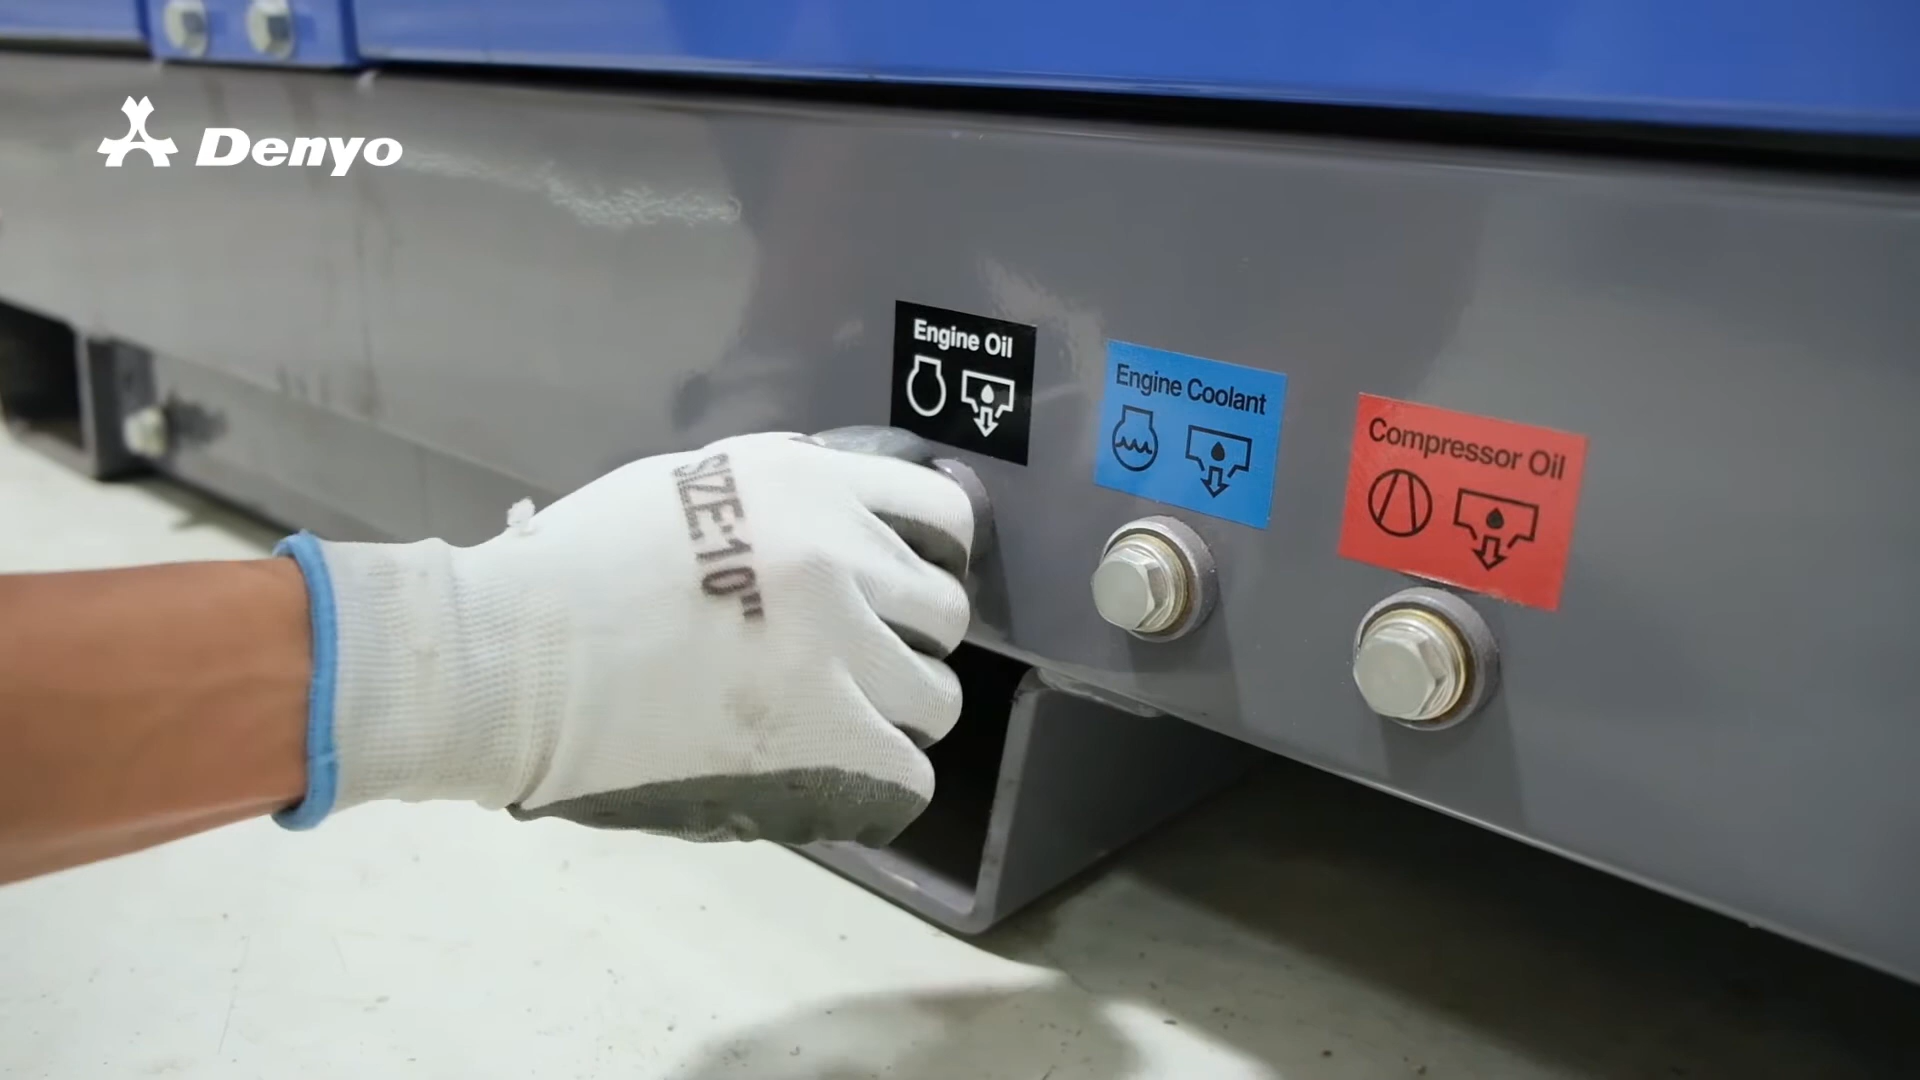 Denyo
Engine Oil
Engine Coolant
Compressor Oil
SIZE:10"